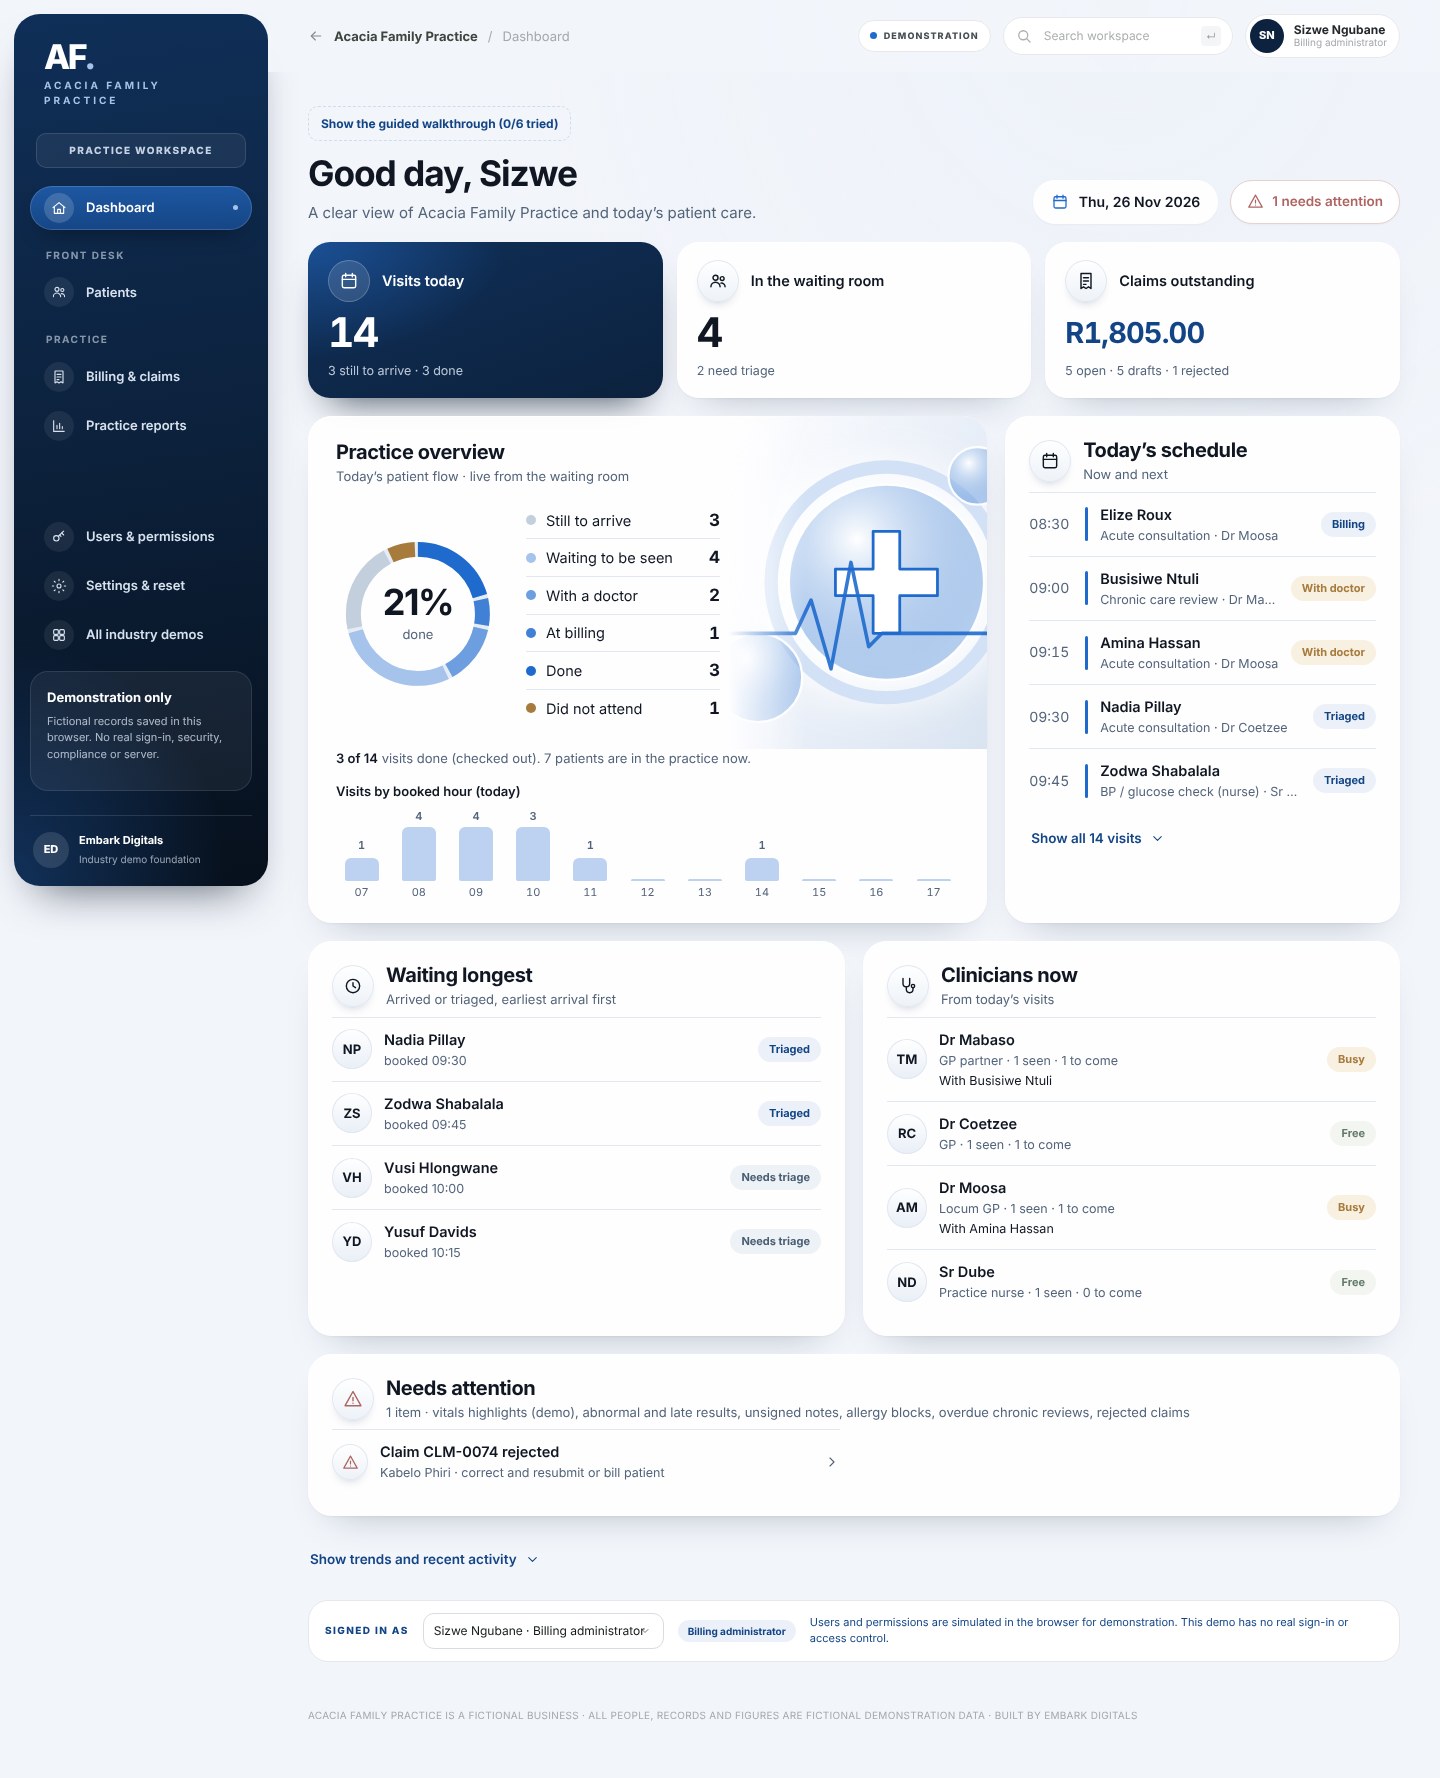 AF.
ACACIA FAMILY
PRACTICE
PRACTICE WORKSPACE
Dashboard
FRONT DESK
Patients
PRACTICE
Billing & claims
Practice reports
Users & permissions
Settings & reset
All industry demos
Demonstration only
Fictional records saved in this
browser. No real sign-in, security,
compliance or server.
ED
Embark Digitals
Industry demo foundation
Acacia Family Practice / Dashboard
DEMONSTRATION
Search workspace
SN
Sizwe Ngubane
Billing administrator
Show the guided walkthrough (0/6 tried)
Good day, Sizwe
A clear view of Acacia Family Practice and today’s patient care.
Thu, 26 Nov 2026
1 needs attention
Visits today
14
3 still to arrive · 3 done
In the waiting room
4
2 need triage
Claims outstanding
R1,805.00
5 open · 5 drafts · 1 rejected
Practice overview
Today’s patient flow · live from the waiting room
21%
done
Still to arrive 3
Waiting to be seen 4
With a doctor 2
At billing 1
Done 3
Did not attend 1
3 of 14 visits done (checked out). 7 patients are in the practice now.
Visits by booked hour (today)
1 4 4 3 1 1
07 08 09 10 11 12 13 14 15 16 17
Today’s schedule
Now and next
08:30
Elize Roux
Acute consultation · Dr Moosa
Billing
09:00
Busisiwe Ntuli
Chronic care review · Dr Ma...
With doctor
09:15
Amina Hassan
Acute consultation · Dr Moosa
With doctor
09:30
Nadia Pillay
Acute consultation · Dr Coetzee
Triaged
09:45
Zodwa Shabalala
BP / glucose check (nurse) · Sr ...
Triaged
Show all 14 visits
Waiting longest
Arrived or triaged, earliest arrival first
NP
Nadia Pillay
booked 09:30
Triaged
ZS
Zodwa Shabalala
booked 09:45
Triaged
VH
Vusi Hlongwane
booked 10:00
Needs triage
YD
Yusuf Davids
booked 10:15
Needs triage
Clinicians now
From today’s visits
TM
Dr Mabaso
GP partner · 1 seen · 1 to come
With Busisiwe Ntuli
Busy
RC
Dr Coetzee
GP · 1 seen · 1 to come
Free
AM
Dr Moosa
Locum GP · 1 seen · 1 to come
With Amina Hassan
Busy
ND
Sr Dube
Practice nurse · 1 seen · 0 to come
Free
Needs attention
1 item · vitals highlights (demo), abnormal and late results, unsigned notes, allergy blocks, overdue chronic reviews, rejected claims
Claim CLM-0074 rejected
Kabelo Phiri · correct and resubmit or bill patient
Show trends and recent activity
SIGNED IN AS
Sizwe Ngubane · Billing administrator
Billing administrator
Users and permissions are simulated in the browser for demonstration. This demo has no real sign-in or
access control.
ACACIA FAMILY PRACTICE IS A FICTIONAL BUSINESS · ALL PEOPLE, RECORDS AND FIGURES ARE FICTIONAL DEMONSTRATION DATA · BUILT BY EMBARK DIGITALS